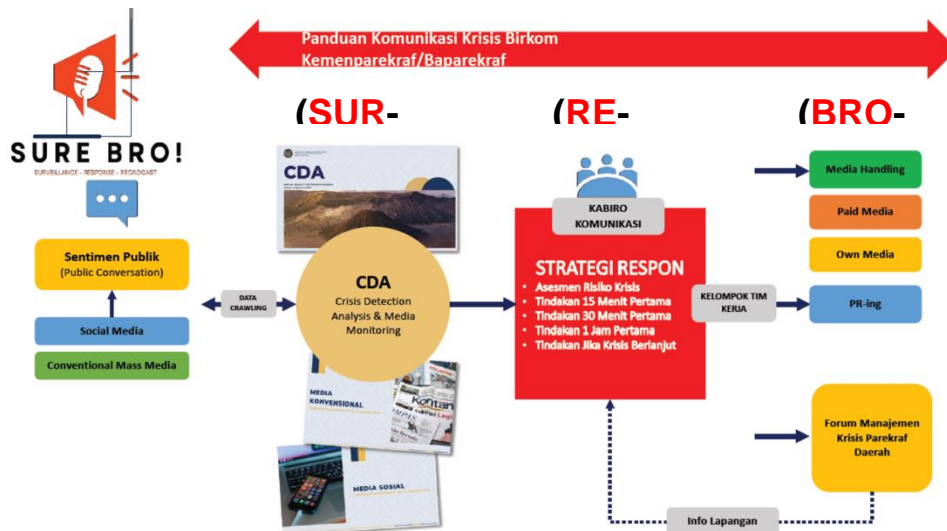 Panduan Komunikasi Krisis Birkom
Kemenparekraf/Baparekraf
SURE BRO!
SURVEILLANCE - RESPONSE - BROADCAST
(SUR-
(RE-
(BRO-
Sentimen Publik
(Public Conversation)
Social Media
Conventional Mass Media
DATA
CRAWLING
CDA
CDA
Crisis Detection
Analysis & Media
Monitoring
MEDIA
KONVENSIONAL
Kontan
MEDIA SOSIAL
KABIRO
KOMUNIKASI
STRATEGI RESPON
• Asesmen Risiko Krisis
• Tindakan 15 Menit Pertama
• Tindakan 30 Menit Pertama
• Tindakan 1 Jam Pertama
• Tindakan Jika Krisis Berlanjut
KELOMPOK TIM
KERJA
Media Handling
Paid Media
Own Media
PR-ing
Forum Manajemen
Krisis Parekraf
Daerah
Info Lapangan